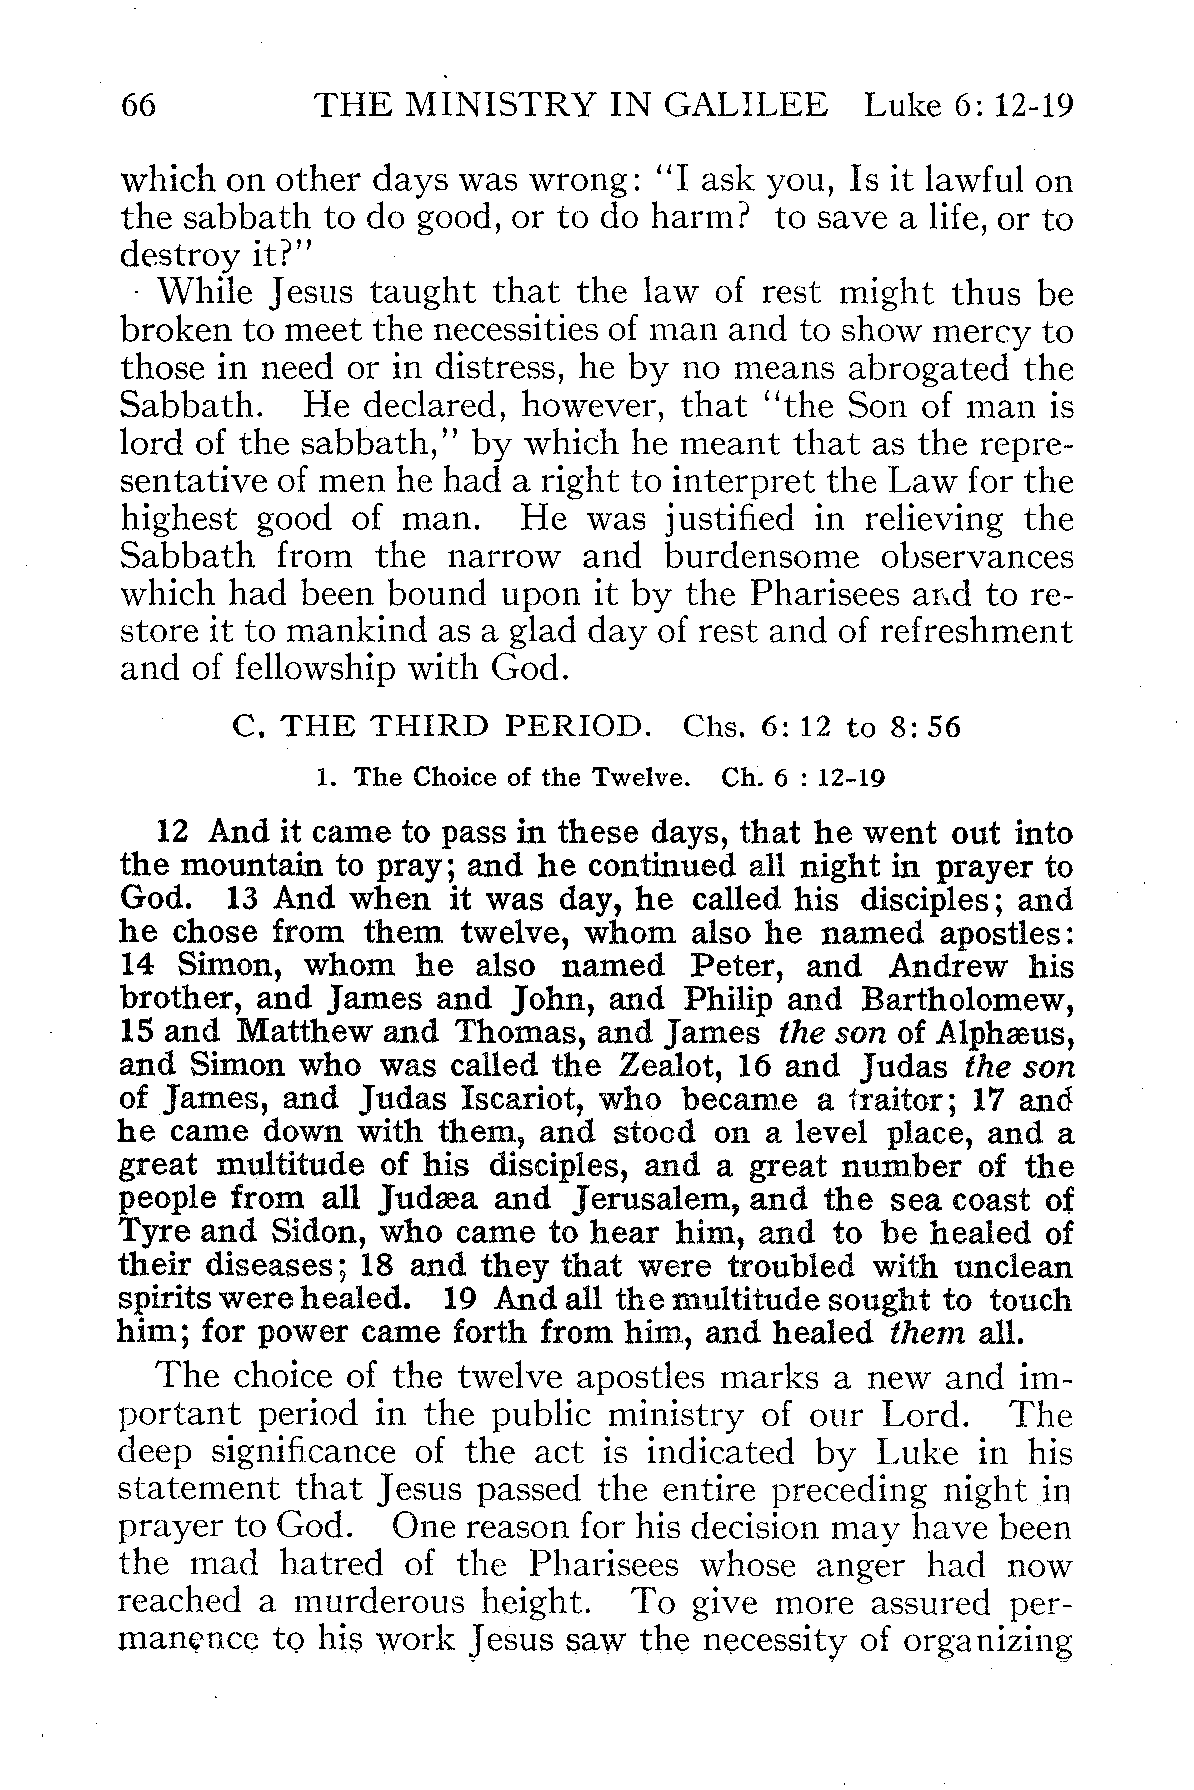 66 THE MINISTRY IN GALILEE Luke 6: 12-19
which on other days was wrong: "I ask you, Is it lawful on
the sabbath to do good, or to do harm? to save a life, or to
destroy it?"
While Jesus taught that the law of rest might thus be
broken to meet the necessities of man and to show mercy to
those in need or in distress, he by no means abrogated the
Sabbath. He declared, however, that "the Son of man is
lord of the sabbath," by which he meant that as the repre-
sentative of men he had a right to interpret the Law for the
highest good of man. He was justified in relieving the
Sabbath from the narrow and burdensome observances
which had been bound upon it by the Pharisees and to re-
store it to mankind as a glad day of rest and of refreshment
and of fellowship with God.
C. THE THIRD PERIOD. Chs. 6: 12 to 8: 56
1. The Choice of the Twelve. Ch. 6 : 12-19
12 And it came to pass in these days, that he went out into
the mountain to pray; and he continued all night in prayer to
God. 13 And when it was day, he called his disciples; and
he chose from them twelve, whom also he named apostles:
14 Simon, whom he also named Peter, and Andrew his
brother, and James and John, and Philip and Bartholomew,
15 and Matthew and Thomas, and James the son of Alphæus,
and Simon who was called the Zealot, 16 and Judas the son
of James, and Judas Iscariot, who became a traitor; 17 and
he came down with them, and stood on a level place, and a
great multitude of his disciples, and a great number of the
people from all Judæa and Jerusalem, and the sea coast of
Tyre and Sidon, who came to hear him, and to be healed of
their diseases; 18 and they that were troubled with unclean
spirits were healed. 19 And all the multitude sought to touch
him; for power came forth from him, and healed them all.
The choice of the twelve apostles marks a new and im-
portant period in the public ministry of our Lord. The
deep significance of the act is indicated by Luke in his
statement that Jesus passed the entire preceding night in
prayer to God. One reason for his decision may have been
the mad hatred of the Pharisees whose anger had now
reached a murderous height. To give more assured per-
manence to his work Jesus saw the necessity of organizing